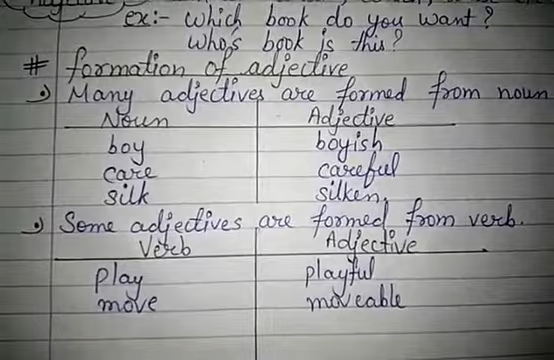 ex:- which book do you want?
who's book is this?
# formation of adjective
•) Many adjectives are formed from noun
Noun Adjective
boy boyish
care careful
silk silken,
•) Some adjectives are formed from verb.
Verb Adjective
play playful
move moveable